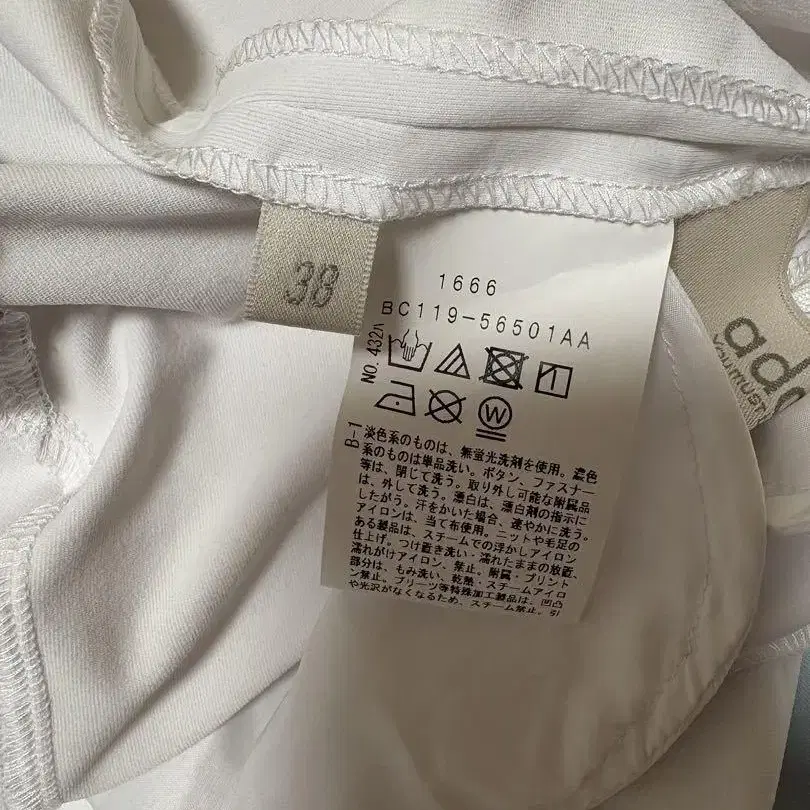 38
1666
BC119-56501AA
NO. 432ハ
W
B-1
淡色系のものは、無蛍光洗剤を使用。濃色
系のものは単品洗い。ボタン、ファスナー
等は、閉じて洗う。取り外し可能な附属品
は、外して洗う。漂白は、漂白剤の指示に
したがう。汗をかいた場合、速やかに洗う。
アイロンは、当て布使用。ニットや毛足の
ある製品は、スチームでの浮かしアイロン
仕上げ。つけ置き洗い・濡れたままの放置、
濡れがけアイロン、禁止。附属・プリント
部分は、もみ洗い、乾熱・スチームアイロ
ン禁止。プリーツ等特殊加工製品は、凹凸
や光沢がなくなるため、スチーム禁止。引